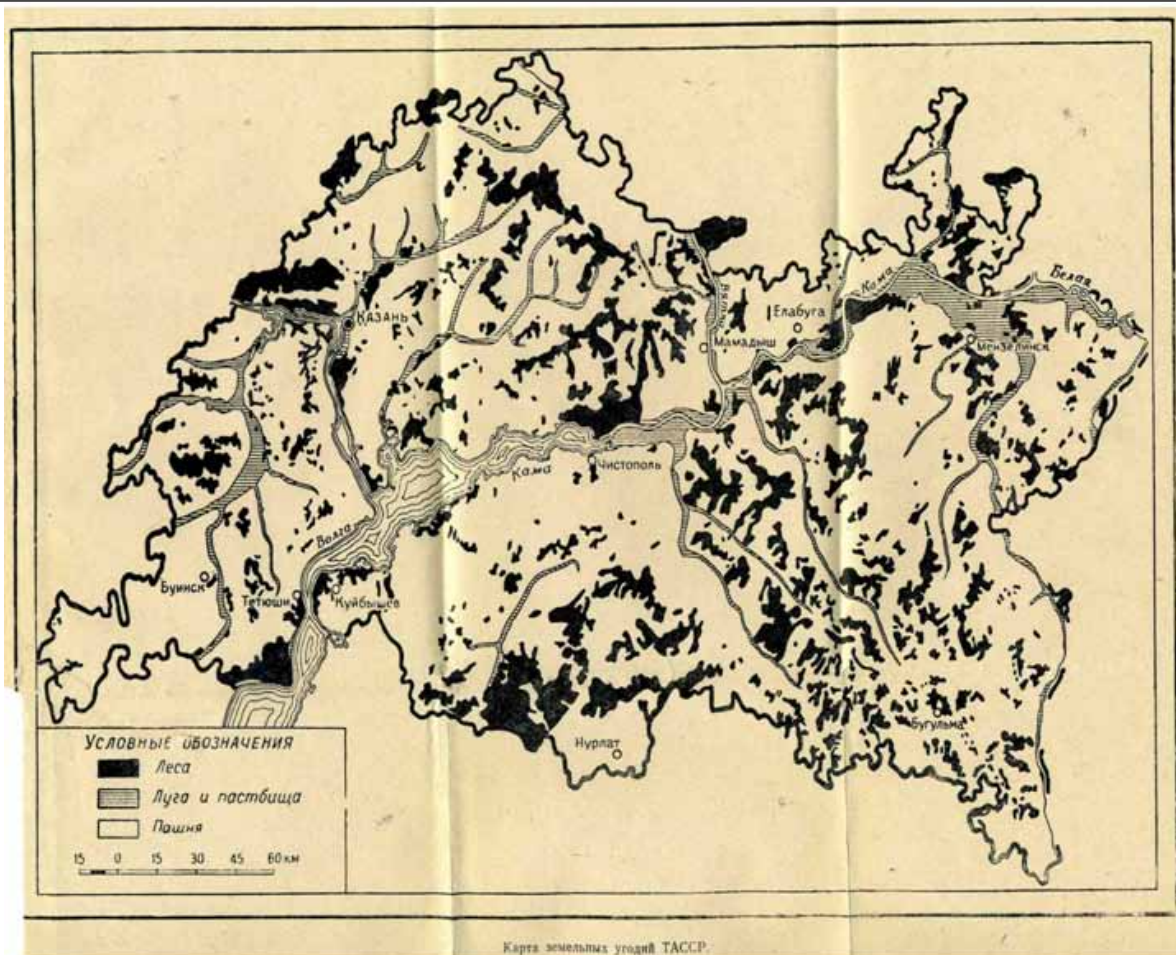 Белая
Кама
Вятка
Елабуга
Казань
Мамадыш
Мензелинск
Кама
Чистополь
Волга
Буинск
Тетюши
Куйбышев
Бугульма
Нурлат
Условные обозначения
Леса
Луга и пастбища
Пашня
15 0 15 30 45 60 км
Карта земельных угодий ТАССР.